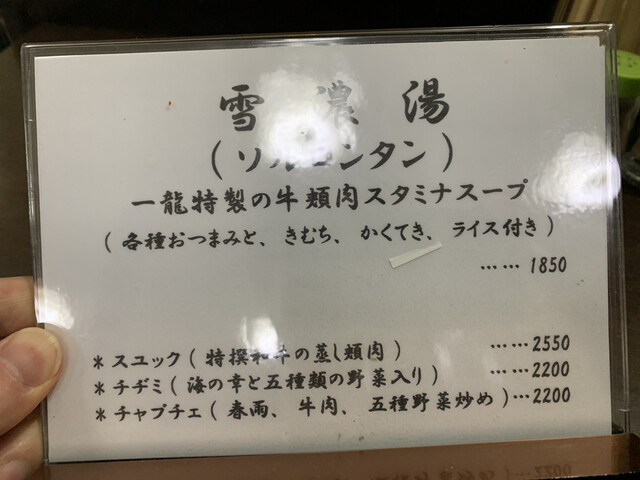 雪濃湯
(ソルロンタン)
一龍特製の牛頬肉スタミナスープ
(各種おつまみと、きむち、かくてき、ライス付き)
…… 1850
＊スユック(特撰和牛の蒸し頬肉) …… 2550
＊チヂミ(海の幸と五種類の野菜入り) …… 2200
＊チャプチェ(春雨、牛肉、五種野菜炒め)… 2200